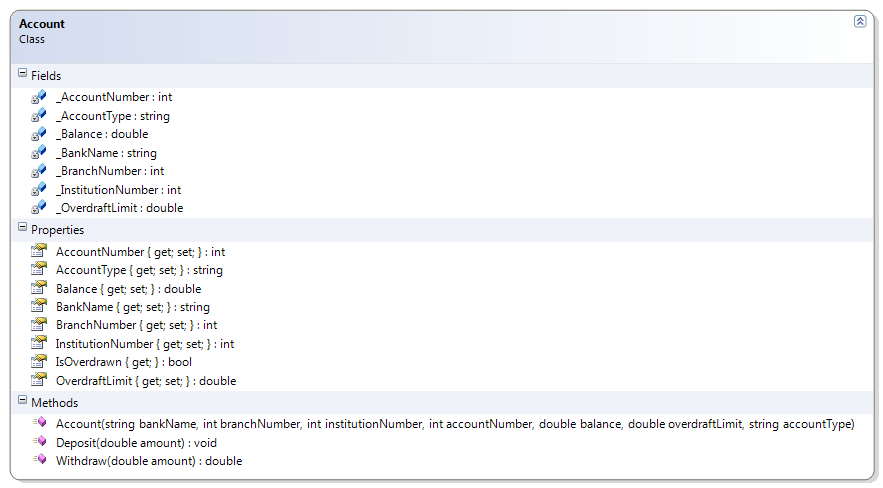 Account
Class
Fields
_AccountNumber : int
_AccountType : string
_Balance : double
_BankName : string
_BranchNumber : int
_InstitutionNumber : int
_OverdraftLimit : double
Properties
AccountNumber { get; set; } : int
AccountType { get; set; } : string
Balance { get; set; } : double
BankName { get; set; } : string
BranchNumber { get; set; } : int
InstitutionNumber { get; set; } : int
IsOverdrawn { get; } : bool
OverdraftLimit { get; set; } : double
Methods
Account(string bankName, int branchNumber, int institutionNumber, int accountNumber, double balance, double overdraftLimit, string accountType)
Deposit(double amount) : void
Withdraw(double amount) : double